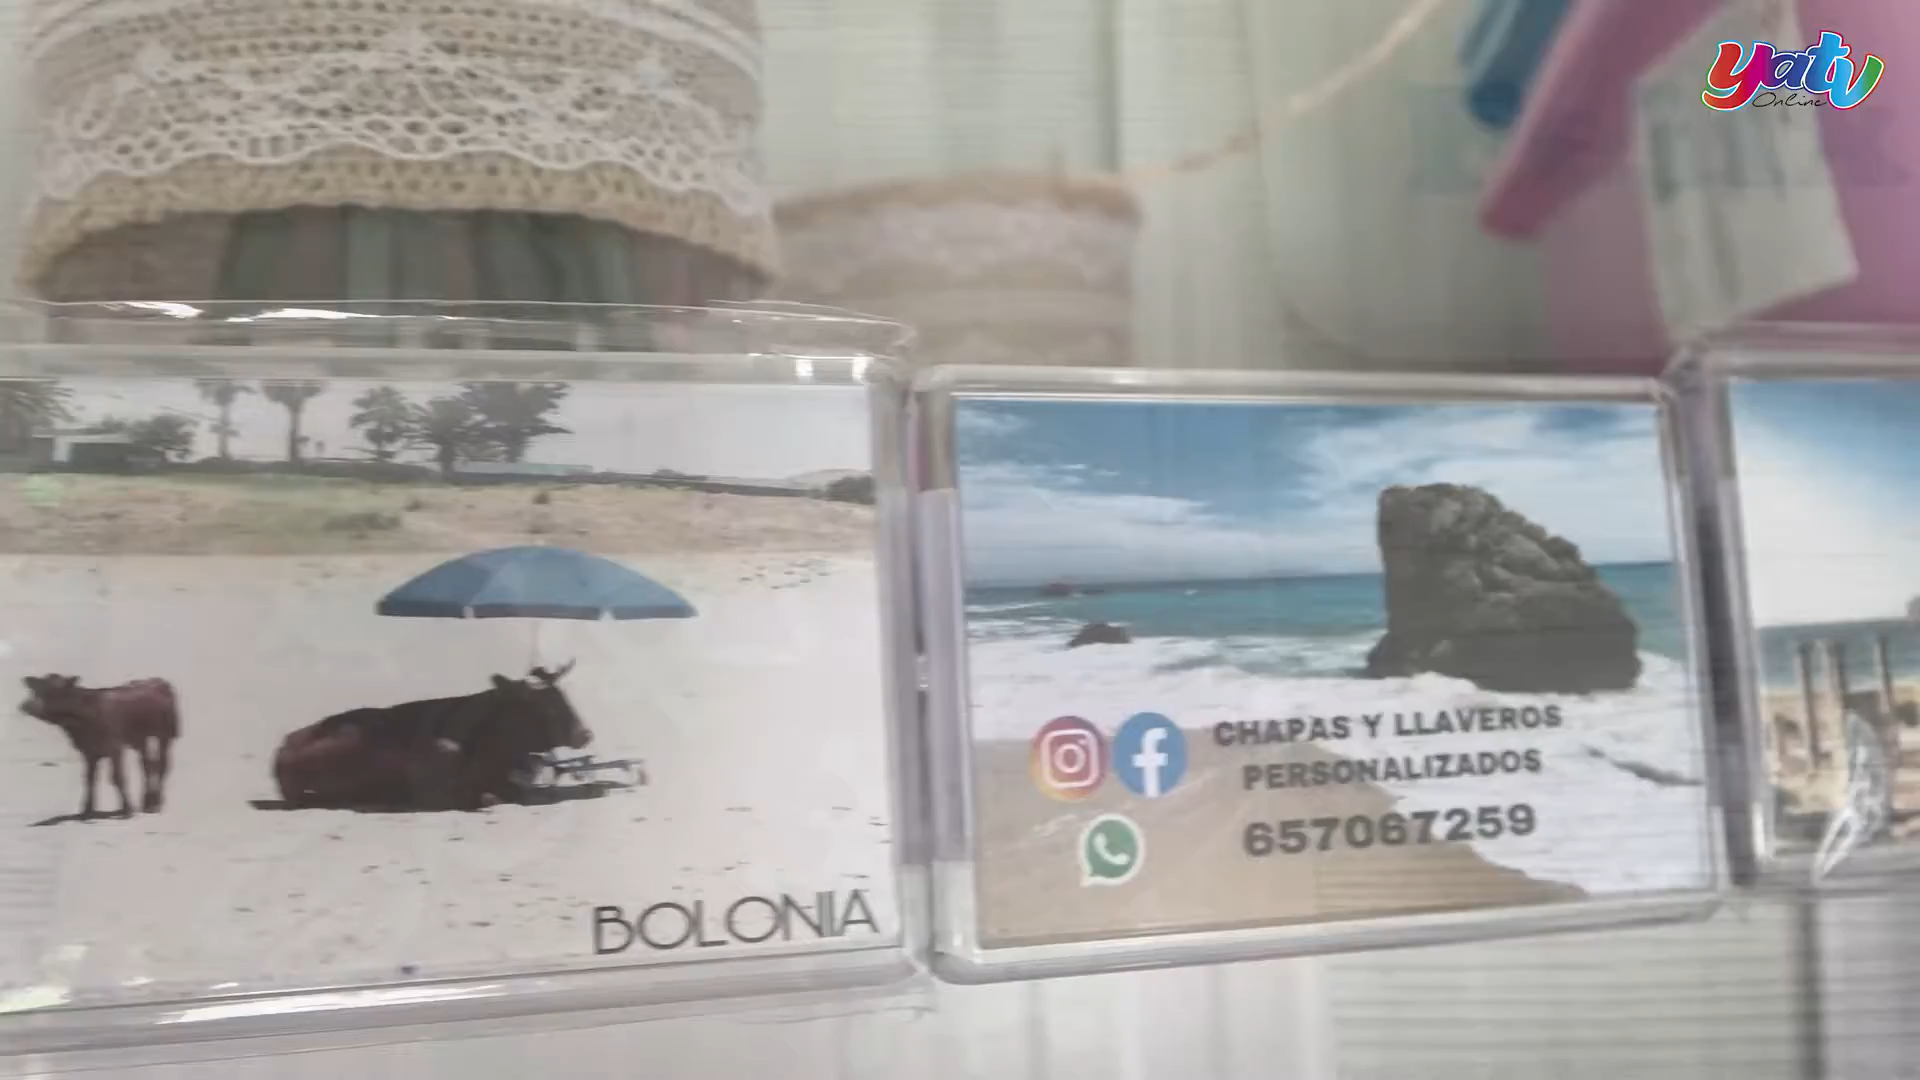 yatv
Online
BOLONIA
CHAPAS Y LLAVEROS
PERSONALIZADOS
657067259